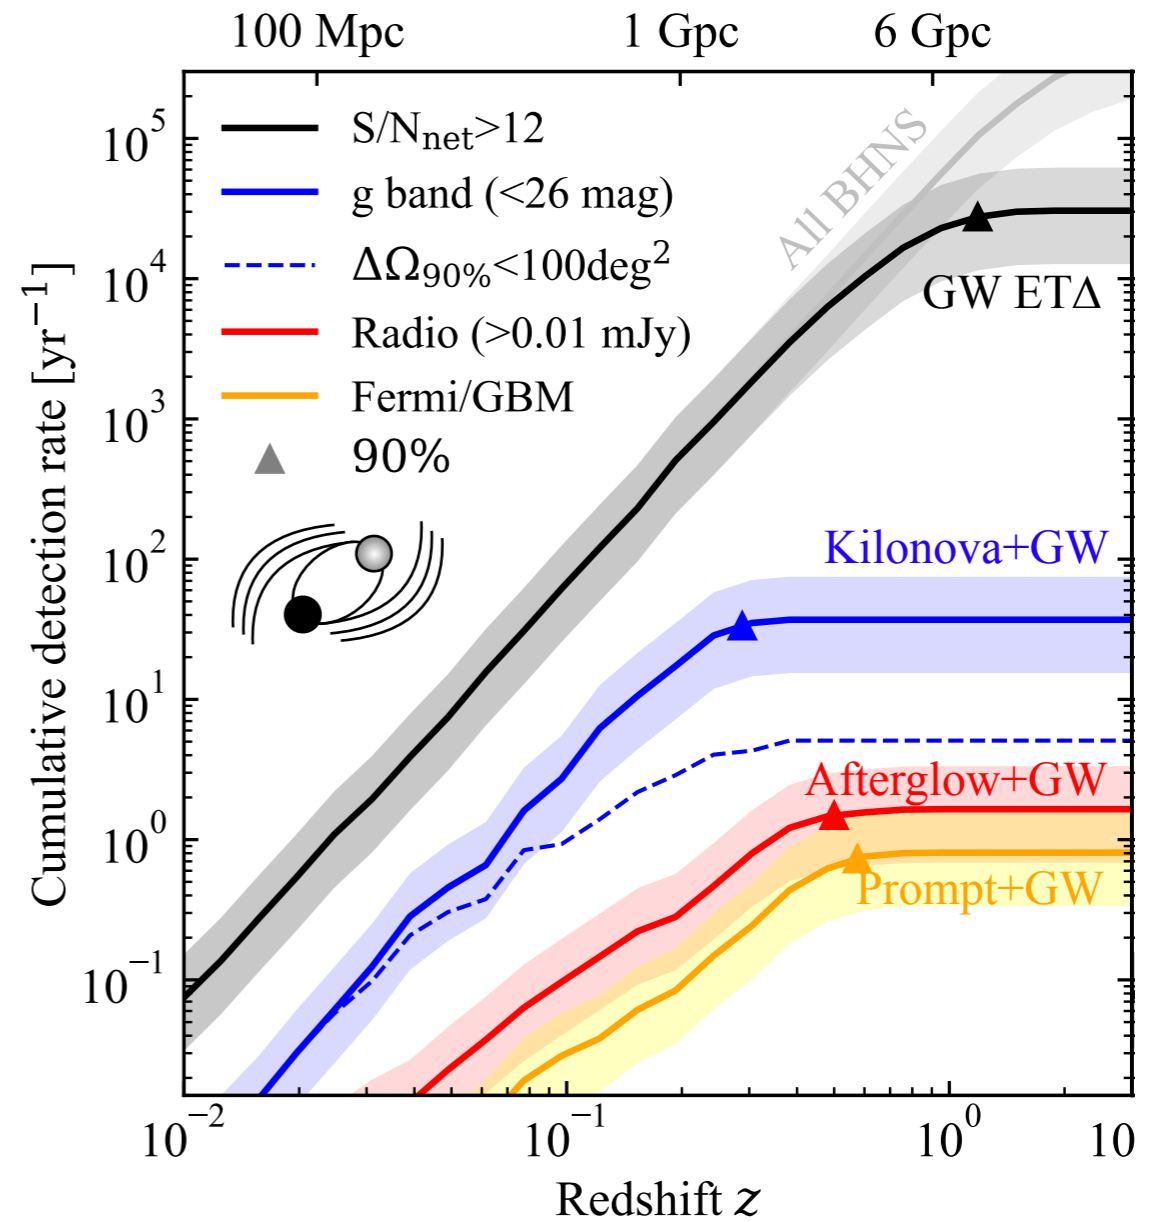 100 Mpc 1 Gpc 6 Gpc
S/N_net>12
g band (<26 mag)
ΔΩ_90%<100deg²
Radio (>0.01 mJy)
Fermi/GBM
90%
All BHNS
GW ETΔ
Kilonova+GW
Afterglow+GW
Prompt+GW
Cumulative detection rate [yr⁻¹]
10⁵
10⁴
10³
10²
10¹
10⁰
10⁻¹
10⁻² 10⁻¹ 10⁰ 10
Redshift z